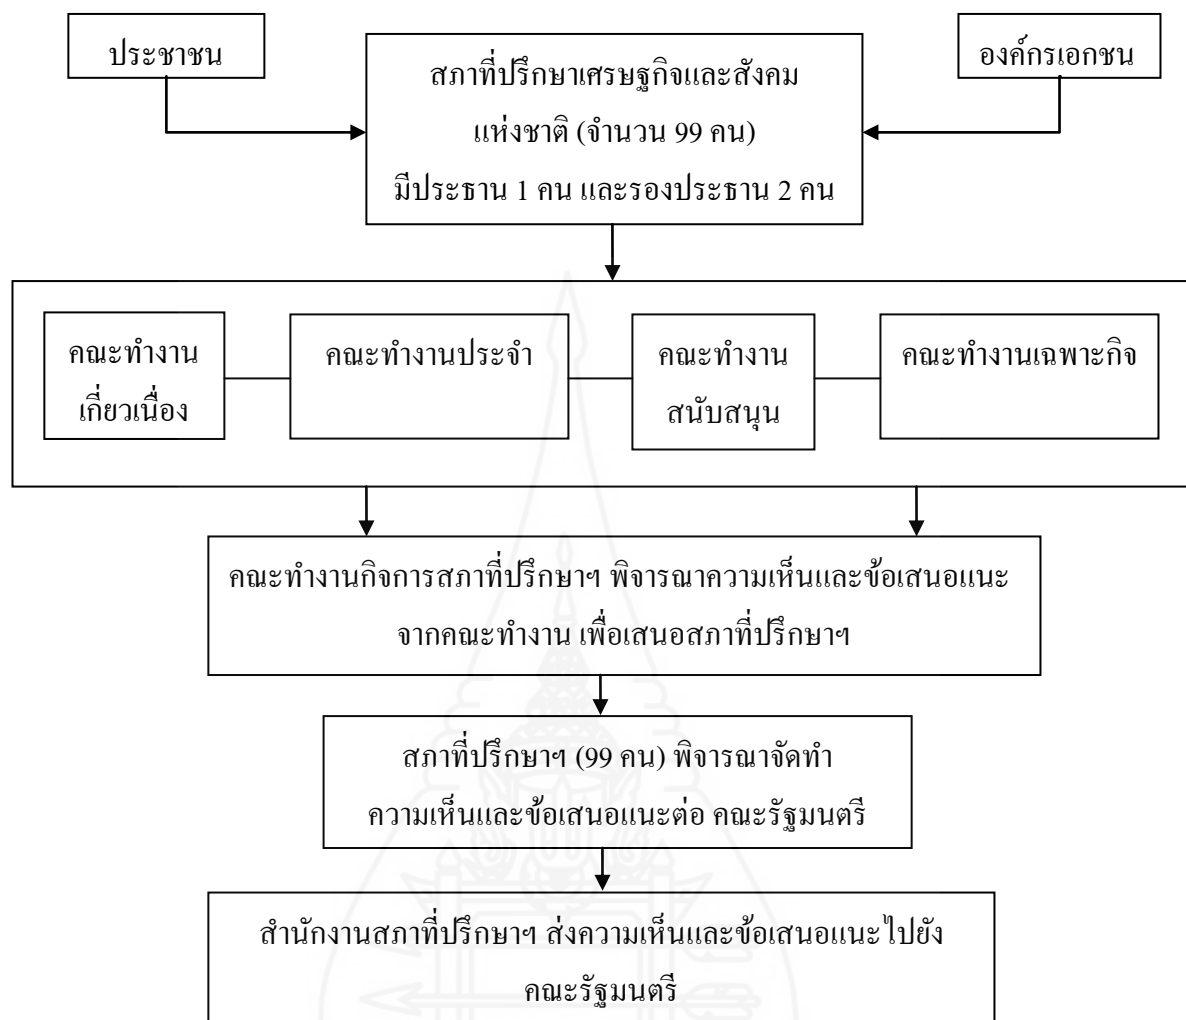 ประชาชน
องค์กรเอกชน
สภาที่ปรึกษาเศรษฐกิจและสังคม
แห่งชาติ (จำนวน 99 คน)
มีประธาน 1 คน และรองประธาน 2 คน
คณะทำงาน
เกี่ยวเนื่อง
คณะทำงานประจำ
คณะทำงาน
สนับสนุน
คณะทำงานเฉพาะกิจ
คณะทำงานกิจการสภาที่ปรึกษาฯ พิจารณาความเห็นและข้อเสนอแนะ
จากคณะทำงาน เพื่อเสนอสภาที่ปรึกษาฯ
สภาที่ปรึกษาฯ (99 คน) พิจารณาจัดทำ
ความเห็นและข้อเสนอแนะต่อ คณะรัฐมนตรี
สำนักงานสภาที่ปรึกษาฯ ส่งความเห็นและข้อเสนอแนะไปยัง
คณะรัฐมนตรี